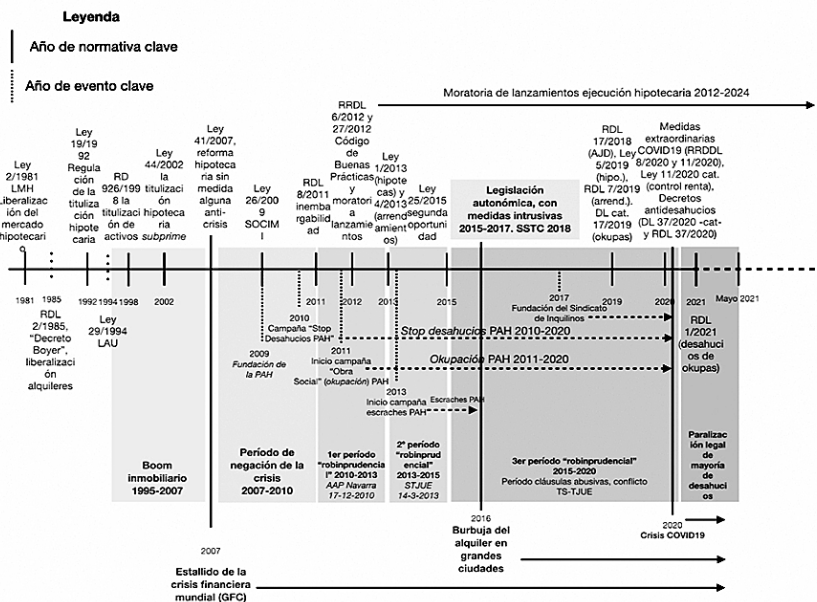 Leyenda
Año de normativa clave
Año de evento clave
Moratoria de lanzamientos ejecución hipotecaria 2012-2024
Ley
2/1981
LMH
Liberaliza
ción del
mercado
hipotecari
o
Ley
19/19
92
Regula
ción
de la
titulizac
ión
hipote
caria
RD
926/199
8 la
titulizaci
ón de
activos
Ley
44/2002
la
titulizaci
ón
hipoteca
ria
subprime
Ley
41/2007,
reforma
hipoteca
ria sin
medida
alguna
anti-
crisis
Ley
26/200
9
SOCIM
I
RDL
8/2011
inemba
rgabilid
ad
RRDL
6/2012 y
27/2012
Código
de
Buenas
Prácticas
y
moratori
a
lanzamie
ntos
Ley
1/2013
(hipote
cas) y
4/2013
(arrend
amient
os)
Ley
25/2015
segunda
oportuni
dad
Legislación
autonómica, con
medidas intrusivas
2015-2017. SSTC 2018
RDL
17/2018
(AJD), Ley
5/2019
(hipo.),
RDL 7/2019
(arrend.).
DL cat.
17/2019
(okupas)
Medidas
extraordinarias
COVID19 (RRDDL
8/2020 y 11/2020),
Ley 11/2020 cat.
(control renta),
Decretos
antidesahucios
(DL 37/2020 -cat-
y RDL 37/2020)
1981
1985
1992
1994
1998
2002
2011
2012
2013
2015
2017
2019
2020
2021
Mayo 2021
RDL
2/1985,
“Decreto
Boyer”,
liberalizaci
ón
alquileres
Ley
29/1994
LAU
2009
Fundación de
la PAH
2010
Campaña “Stop
Desahucios PAH”
2011
Inicio campaña
“Obra
Social” (okupación) PAH
2013
Inicio campaña
escraches PAH
Fundación del Sindicato
de Inquilinos
Stop desahucios PAH 2010-2020
Okupación PAH 2011-2020
Escraches PAH
RDL
1/2021
(desahuci
os de
okupas)
Boom
inmobiliario
1995-2007
Período de
negación de la
crisis
2007-2010
1er período
“robinprudencia
l” 2010-2013
AAP Navarra
17-12-2010
2º período
“robinprud
encial”
2013-2015
STJUE
14-3-2013
3er período “robinprudencial”
2015-2020
Período cláusulas abusivas, conflicto
TS-TJUE
Paralizaci
ón legal
de
mayoría
de
desahuci
os
2007
Estallido de la
crisis financiera
mundial (GFC)
2016
Burbuja del
alquiler en
grandes
ciudades
2020
Crisis COVID19